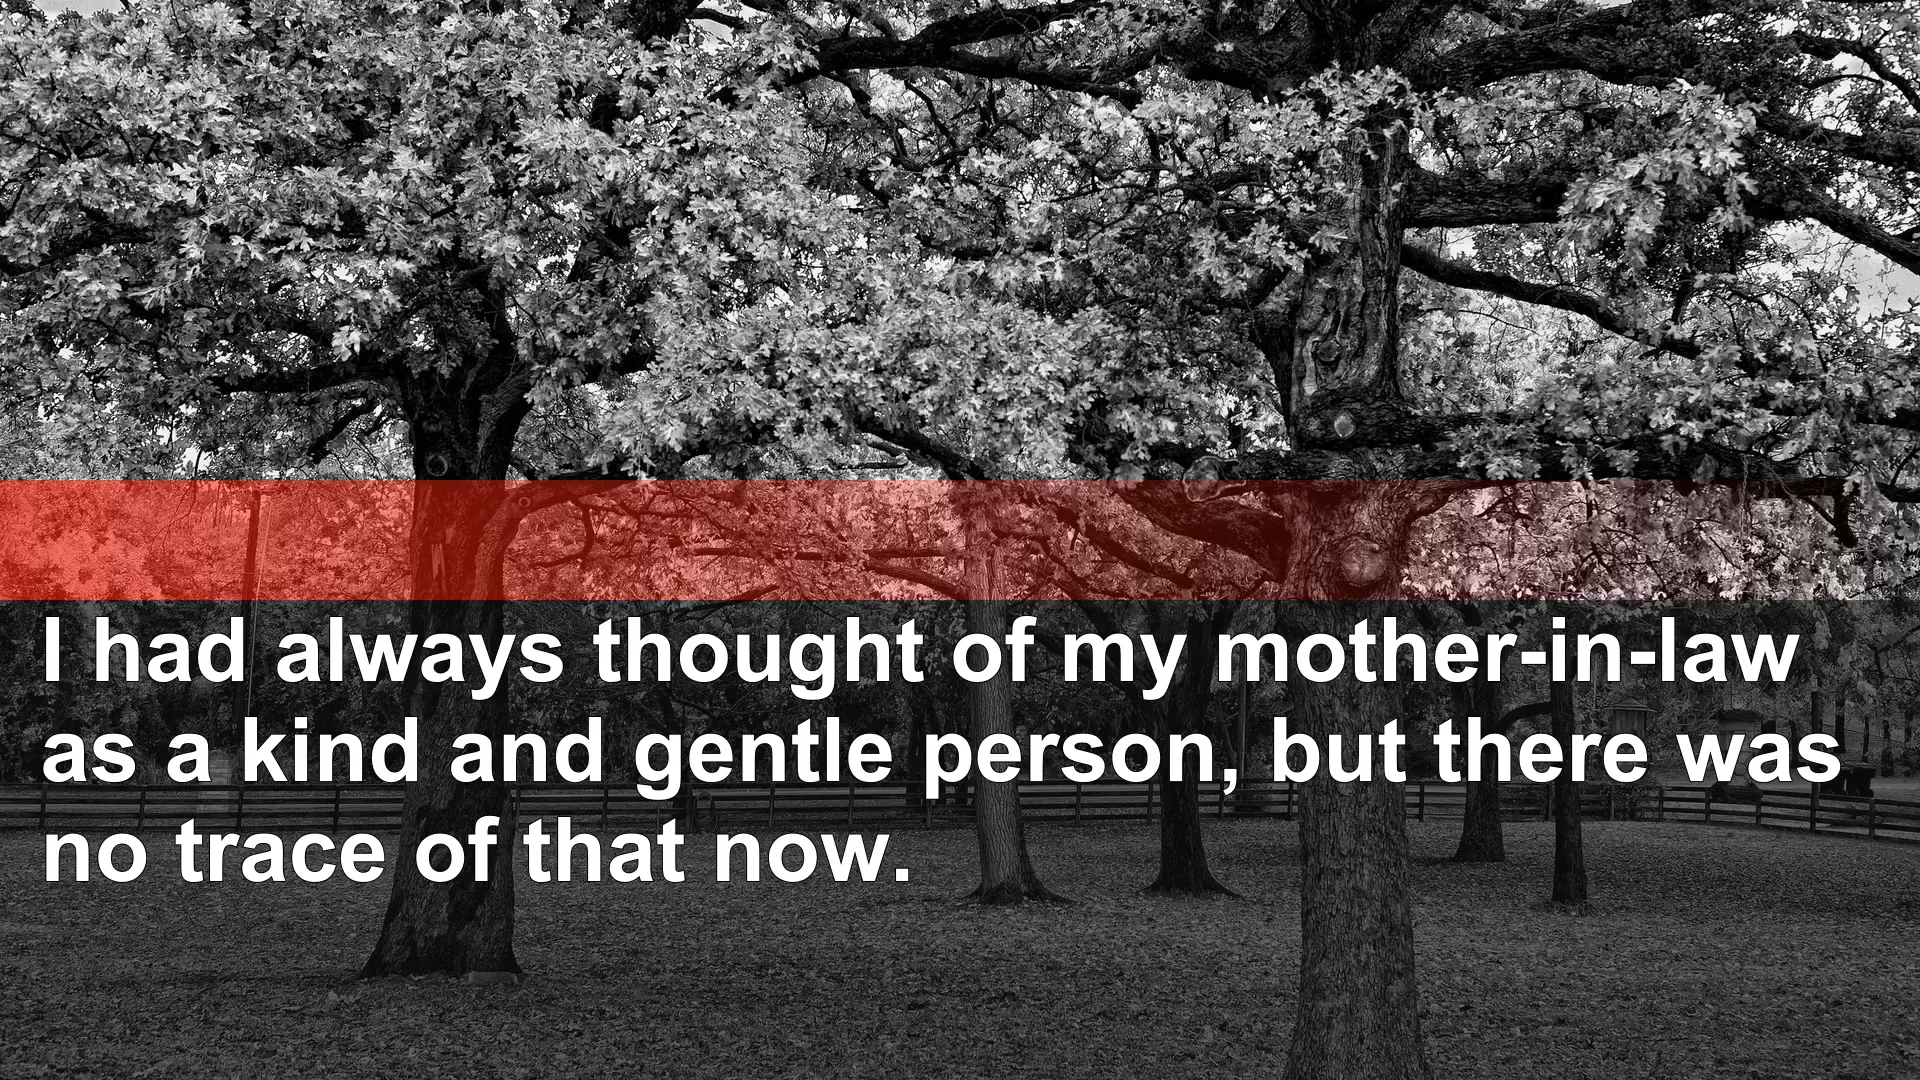 I had always thought of my mother-in-law
as a kind and gentle person, but there was
no trace of that now.